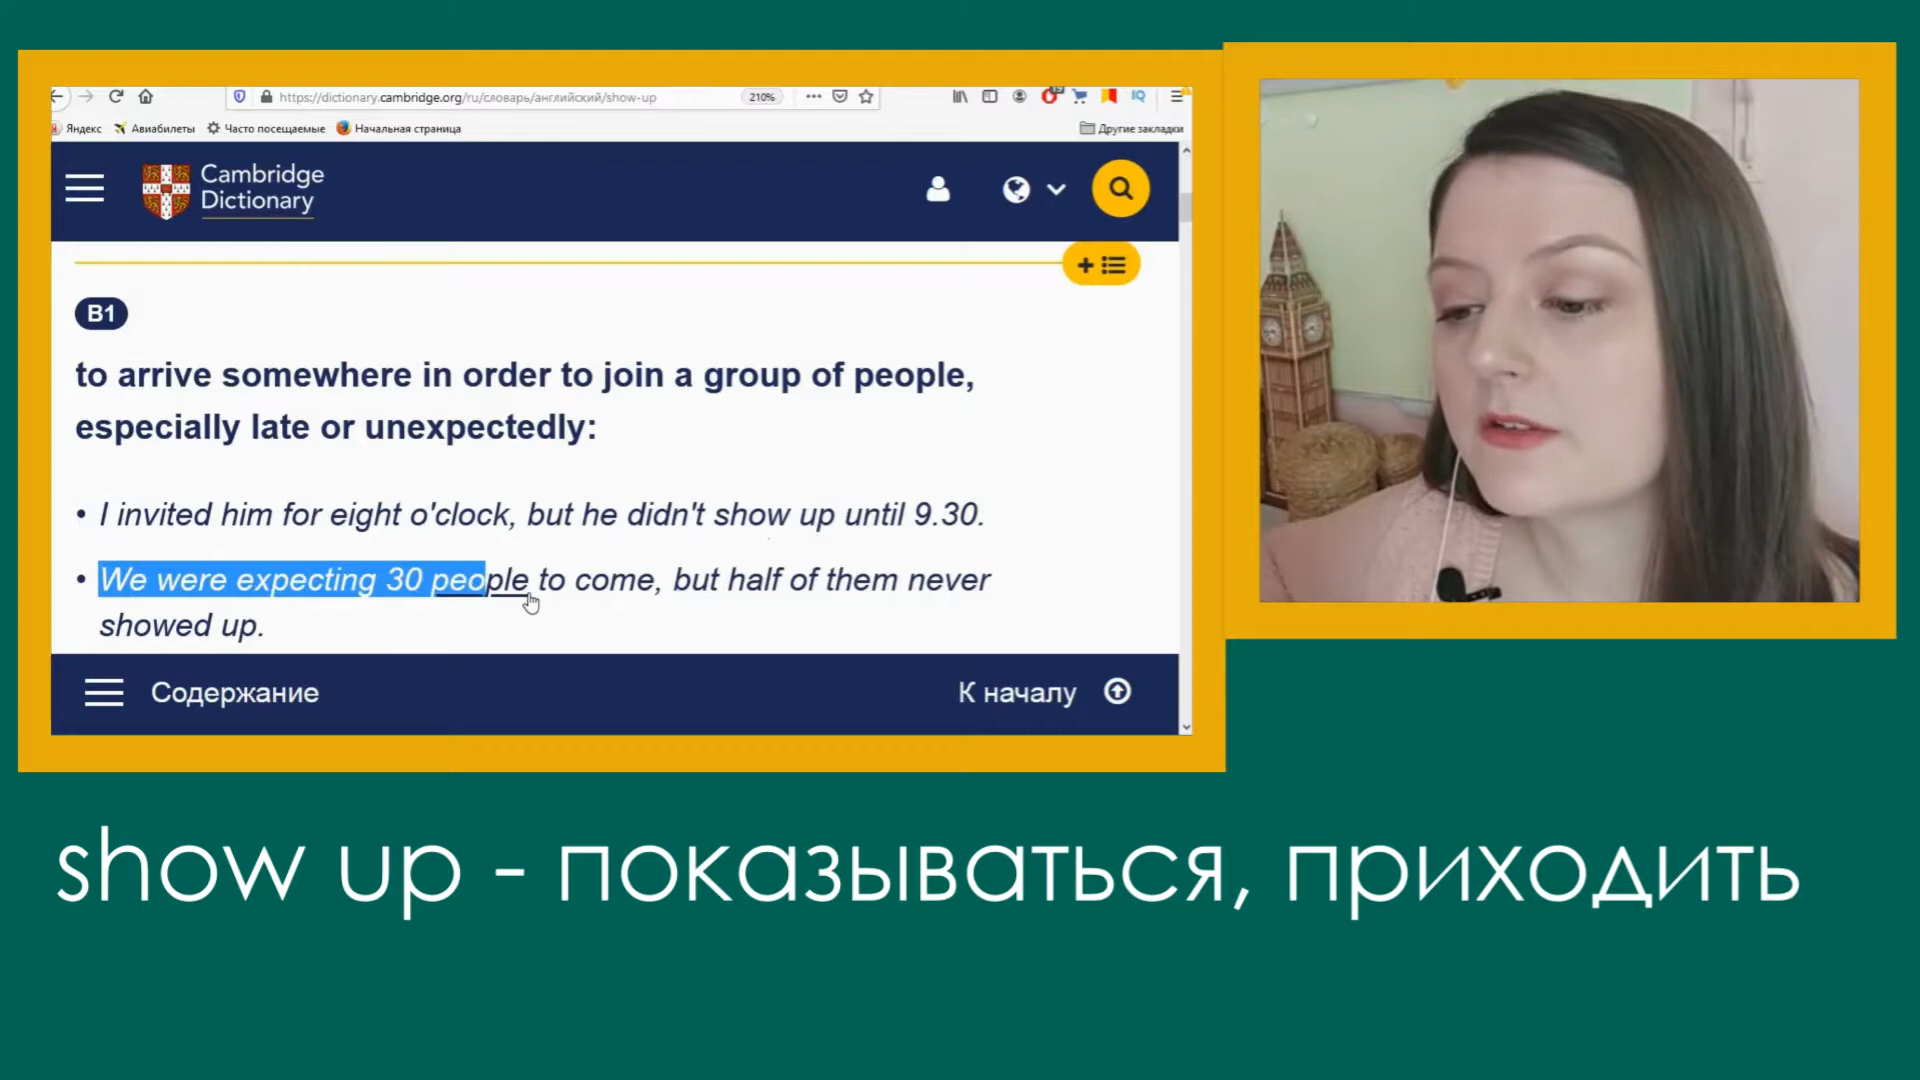 https://dictionary.cambridge.org/ru/словарь/английский/show-up
210%
Яндекс
Авиабилеты
Часто посещаемые
Начальная страница
Другие закладки
Cambridge
Dictionary
B1
to arrive somewhere in order to join a group of people,
especially late or unexpectedly:
• I invited him for eight o'clock, but he didn't show up until 9.30.
• We were expecting 30 people to come, but half of them never
showed up.
Содержание
К началу
show up - показываться, приходить